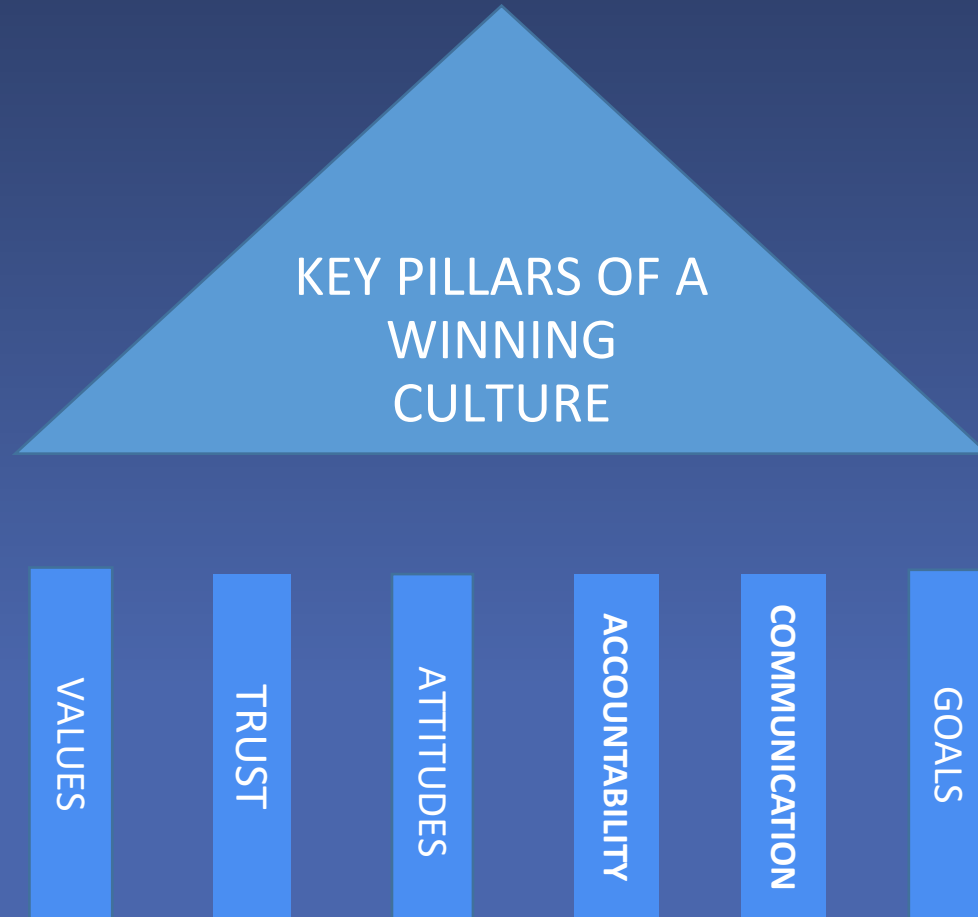 KEY PILLARS OF A
WINNING
CULTURE
VALUES
TRUST
ATTITUDES
ACCOUNTABILITY
COMMUNICATION
GOALS